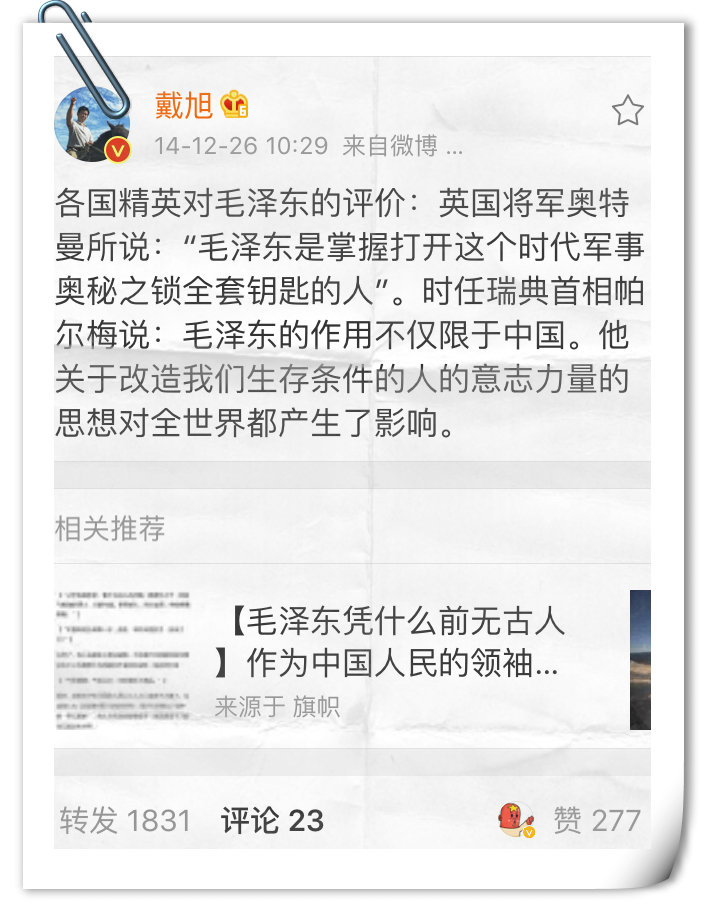 戴旭
14-12-26 10:29 来自微博 ...
各国精英对毛泽东的评价：英国将军奥特
曼所说：“毛泽东是掌握打开这个时代军事
奥秘之锁全套钥匙的人”。时任瑞典首相帕
尔梅说：毛泽东的作用不仅限于中国。他
关于改造我们生存条件的人的意志力量的
思想对全世界都产生了影响。
相关推荐
【毛泽东凭什么前无古人
】作为中国人民的领袖...
来源于 旗帜
转发 1831 评论 23 赞 277